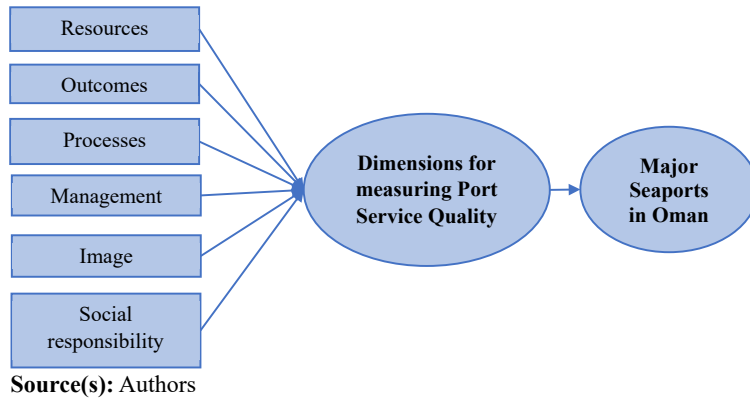 Resources
Outcomes
Processes
Management
Image
Social
responsibility
Dimensions for
measuring Port
Service Quality
Major
Seaports
in Oman
Source(s): Authors